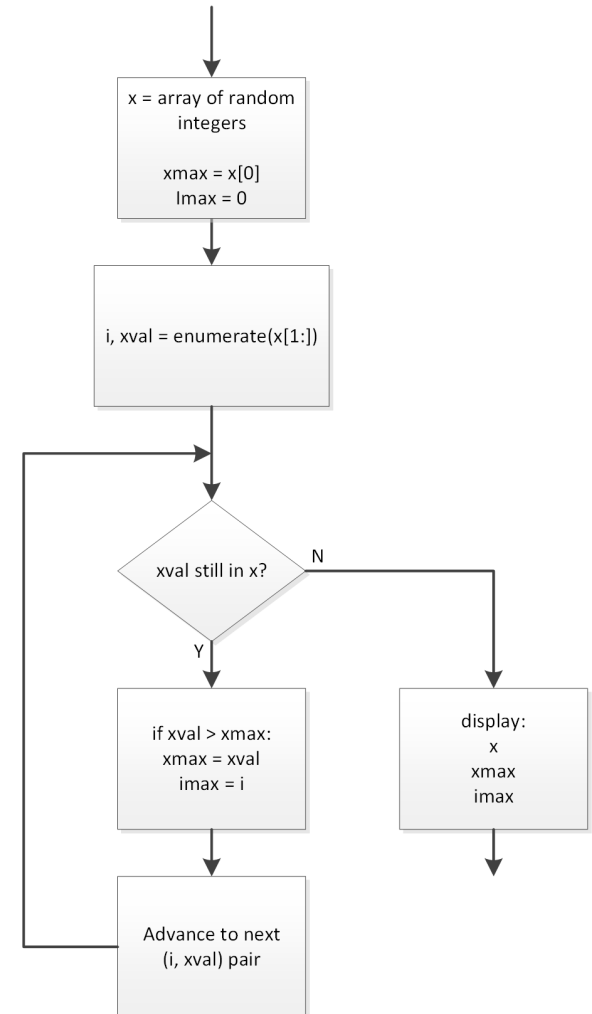 x = array of random
integers
xmax = x[0]
Imax = 0
i, xval = enumerate(x[1:])
xval still in x?
N
Y
if xval > xmax:
xmax = xval
imax = i
display:
x
xmax
imax
Advance to next
(i, xval) pair